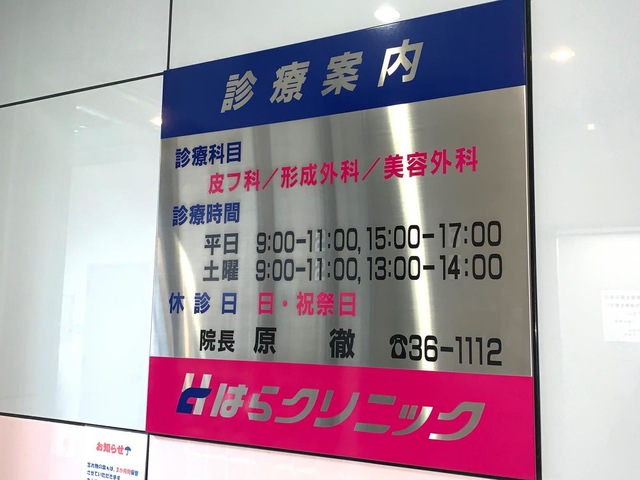 診療案内
診療科目
皮フ科／形成外科／美容外科
診療時間
平日 9:00-11:00, 15:00-17:00
土曜 9:00-11:00, 13:00-14:00
休診日 日・祝祭日
院長 原 徹 ☎36-1112
はらクリニック
お知らせ